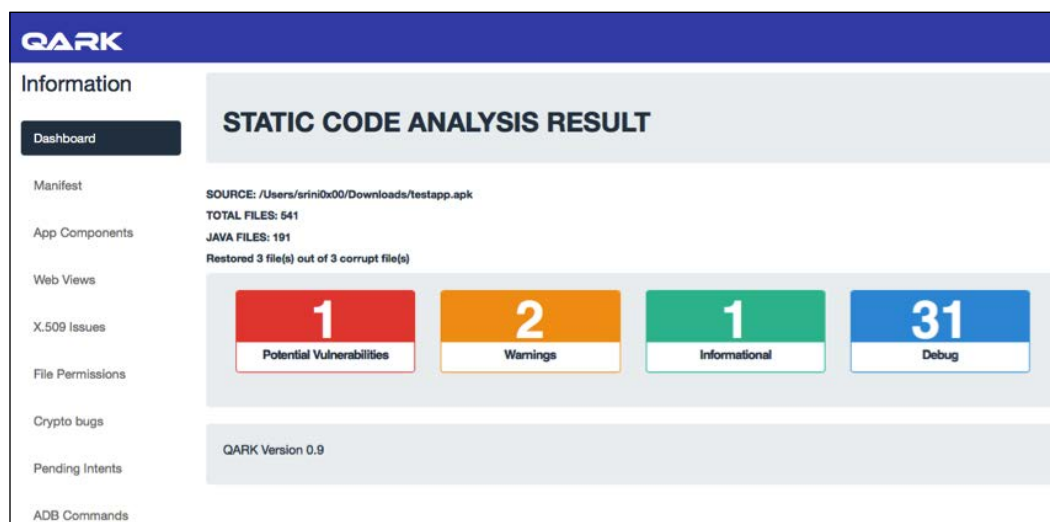 QARK
Information
Dashboard
Manifest
App Components
Web Views
X.509 Issues
File Permissions
Crypto bugs
Pending Intents
ADB Commands
STATIC CODE ANALYSIS RESULT
SOURCE: /Users/srini0x00/Downloads/testapp.apk
TOTAL FILES: 541
JAVA FILES: 191
Restored 3 file(s) out of 3 corrupt file(s)
1
Potential Vulnerabilities
2
Warnings
1
Informational
31
Debug
QARK Version 0.9